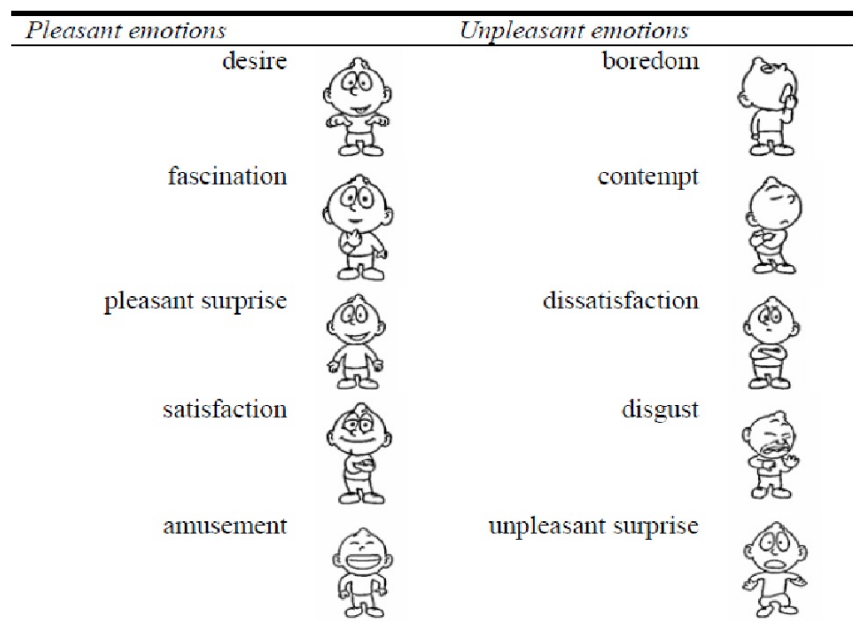 Pleasant emotions Unpleasant emotions
desire boredom
fascination contempt
pleasant surprise dissatisfaction
satisfaction disgust
amusement unpleasant surprise